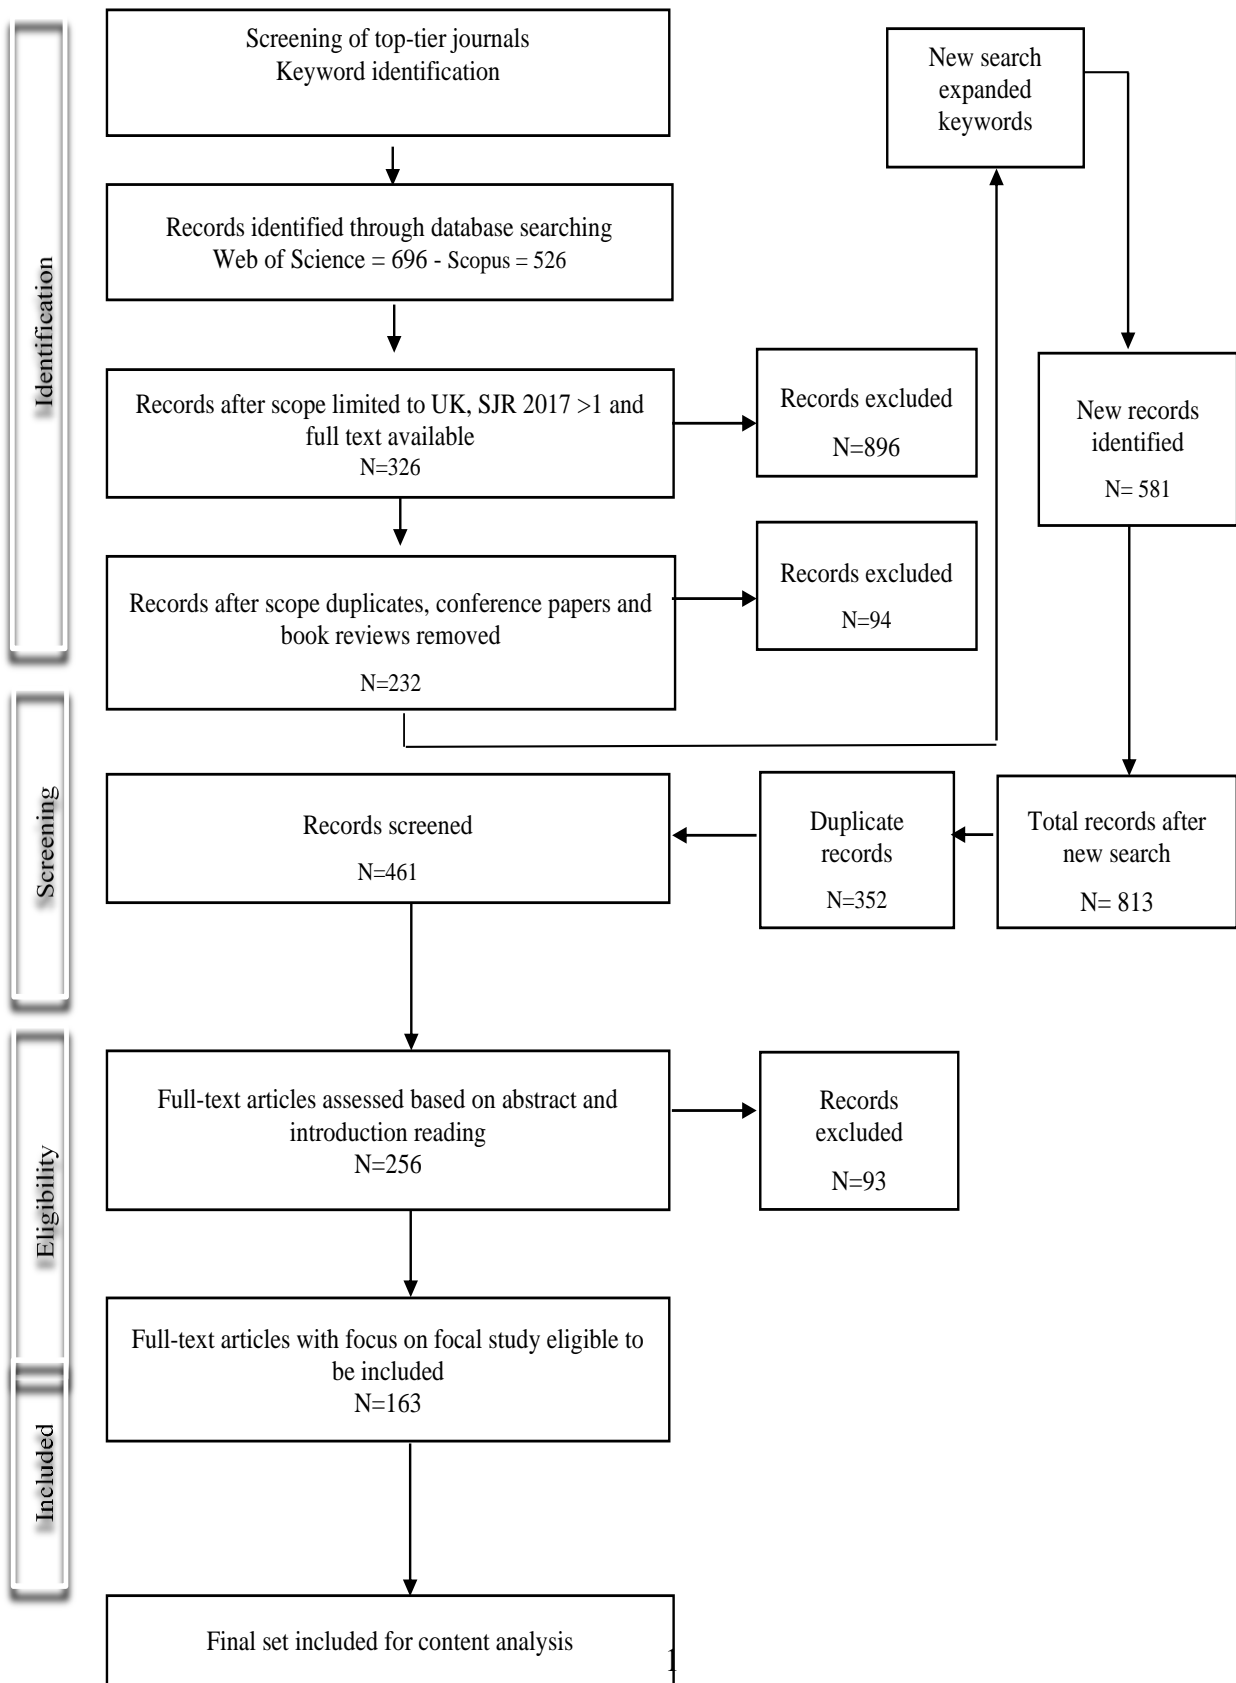 Identification
Screening of top-tier journals
Keyword identification
Records identified through database searching
Web of Science = 696 - Scopus = 526
Records after scope limited to UK, SJR 2017 >1 and
full text available
N=326
Records excluded
N=896
Records after scope duplicates, conference papers and
book reviews removed
N=232
Records excluded
N=94
New search
expanded
keywords
New records
identified
N= 581
Screening
Total records after
new search
N= 813
Duplicate
records
N=352
Records screened
N=461
Eligibility
Full-text articles assessed based on abstract and
introduction reading
N=256
Records
excluded
N=93
Full-text articles with focus on focal study eligible to
be included
N=163
Included
Final set included for content analysis
1